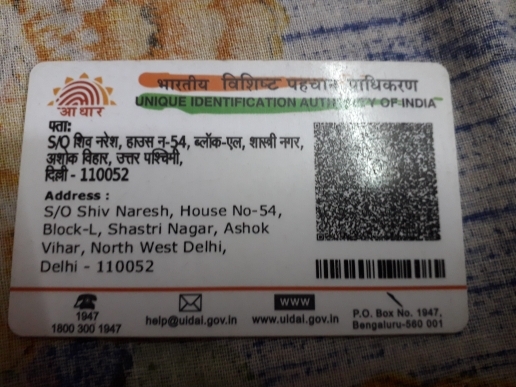 भारतीय विशिष्ट पहचान प्राधिकरण
UNIQUE IDENTIFICATION AUTHORITY OF INDIA
आधार
पता:
S/O शिव नरेश, हाउस न-54, ब्लॉक-एल, शास्त्री नगर,
अशोक विहार, उत्तर पश्चिमी,
दिल्ली - 110052
Address :
S/O Shiv Naresh, House No-54,
Block-L, Shastri Nagar, Ashok
Vihar, North West Delhi,
Delhi - 110052
1947
1800 300 1947
help@uidai.gov.in
www
www.uidai.gov.in
P.O. Box No. 1947,
Bengaluru-560 001